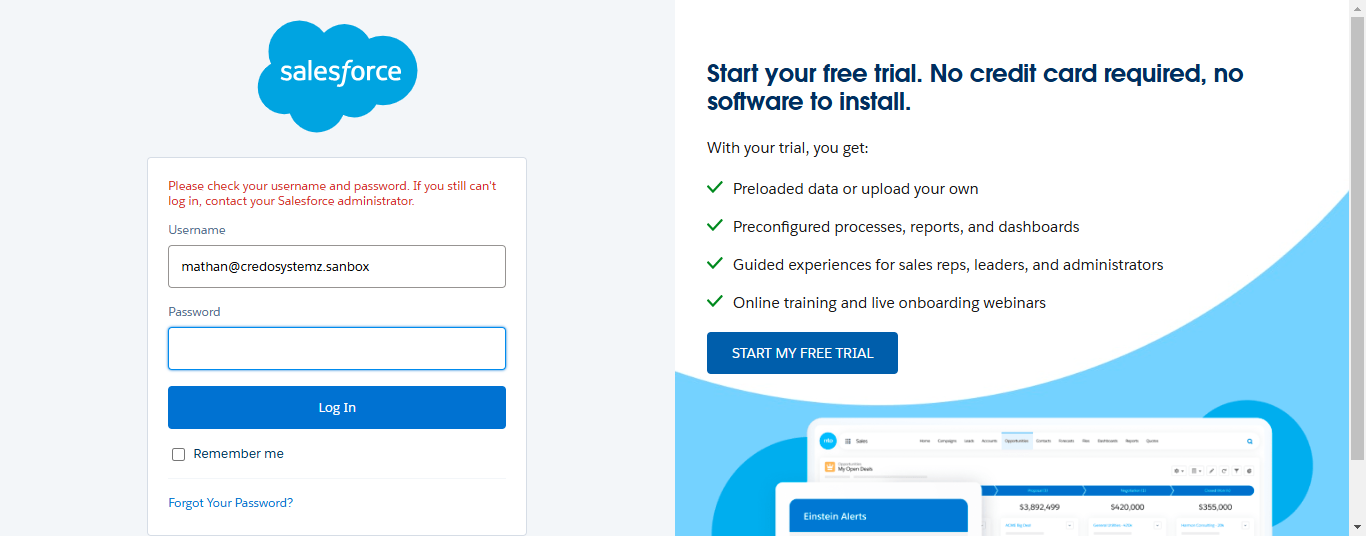 salesforce
Please check your username and password. If you still can't
log in, contact your Salesforce administrator.
Username
mathan@credosystemz.sanbox
Password
Log In
Remember me
Forgot Your Password?
Start your free trial. No credit card required, no
software to install.
With your trial, you get:
Preloaded data or upload your own
Preconfigured processes, reports, and dashboards
Guided experiences for sales reps, leaders, and administrators
Online training and live onboarding webinars
START MY FREE TRIAL
Sales
Home Campaigns Leads Accounts Opportunities Contacts Forecasts Files Dashboards Reports Quotes
Opportunities
My Open Deals
$3,892,499 $420,000 $355,000
Einstein Alerts